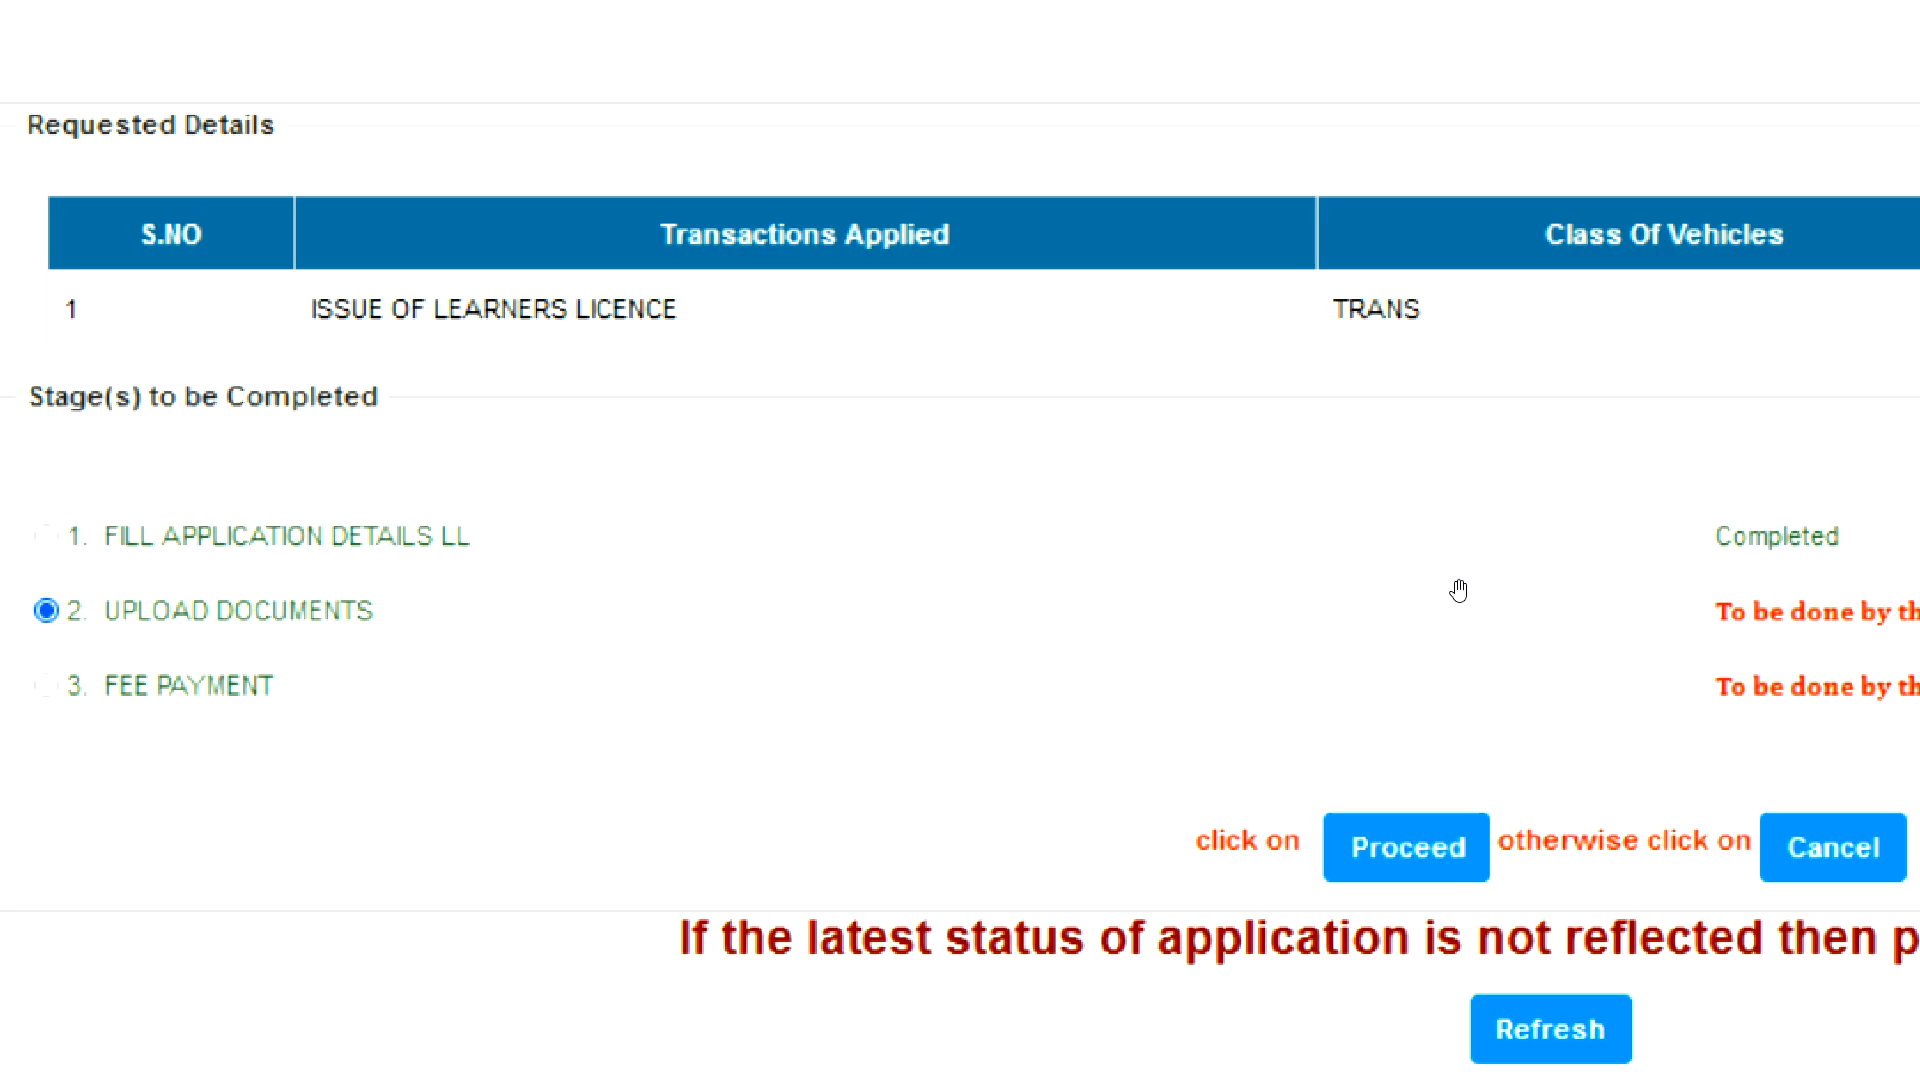 Requested Details
S.NO Transactions Applied Class Of Vehicles
1 ISSUE OF LEARNERS LICENCE TRANS
Stage(s) to be Completed
1. FILL APPLICATION DETAILS LL Completed
2. UPLOAD DOCUMENTS To be done by th
3. FEE PAYMENT To be done by th
click on Proceed otherwise click on Cancel
If the latest status of application is not reflected then p
Refresh